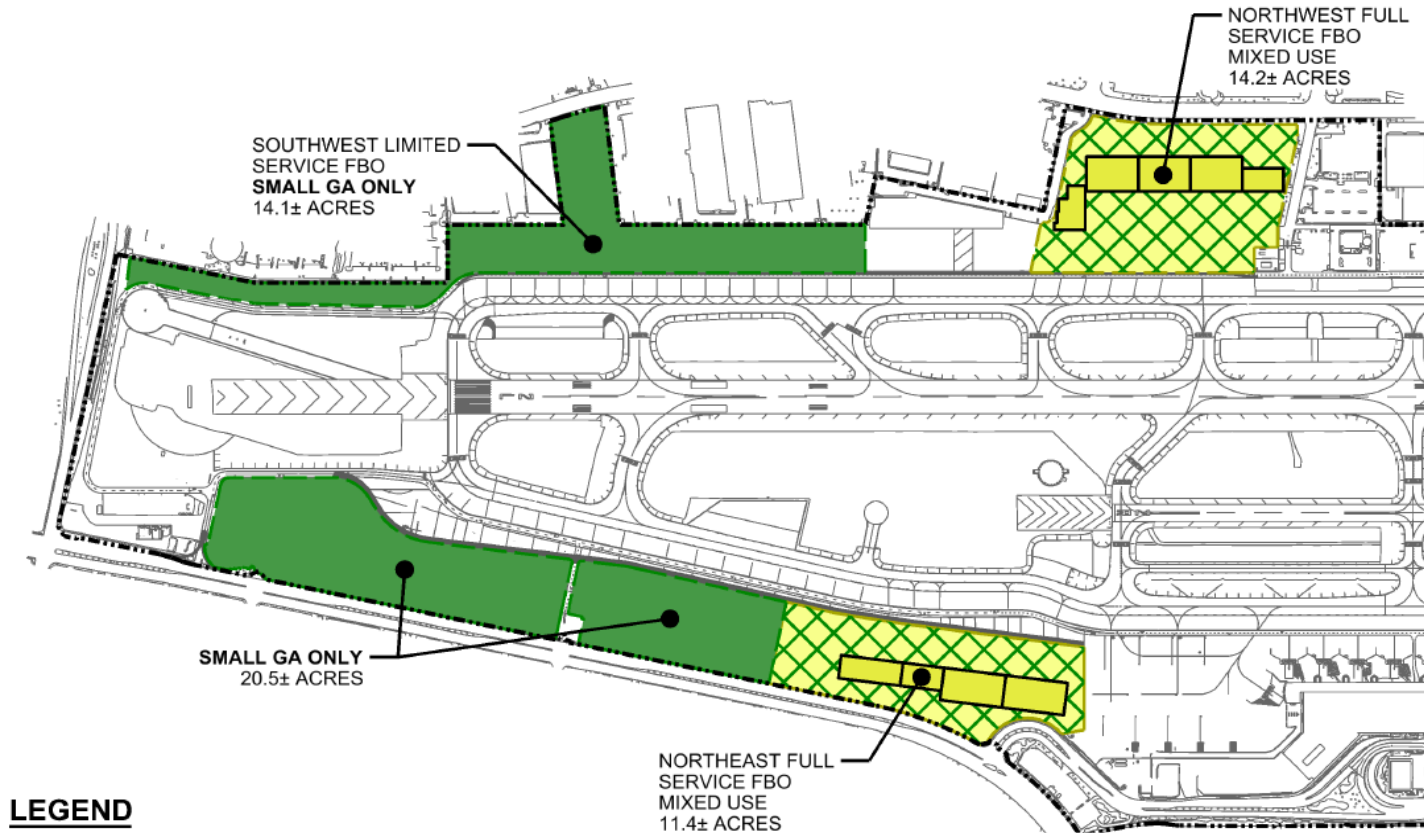 NORTHWEST FULL
SERVICE FBO
MIXED USE
14.2± ACRES
SOUTHWEST LIMITED
SERVICE FBO
SMALL GA ONLY
14.1± ACRES
2
L
SMALL GA ONLY
20.5± ACRES
NORTHEAST FULL
SERVICE FBO
MIXED USE
11.4± ACRES
LEGEND